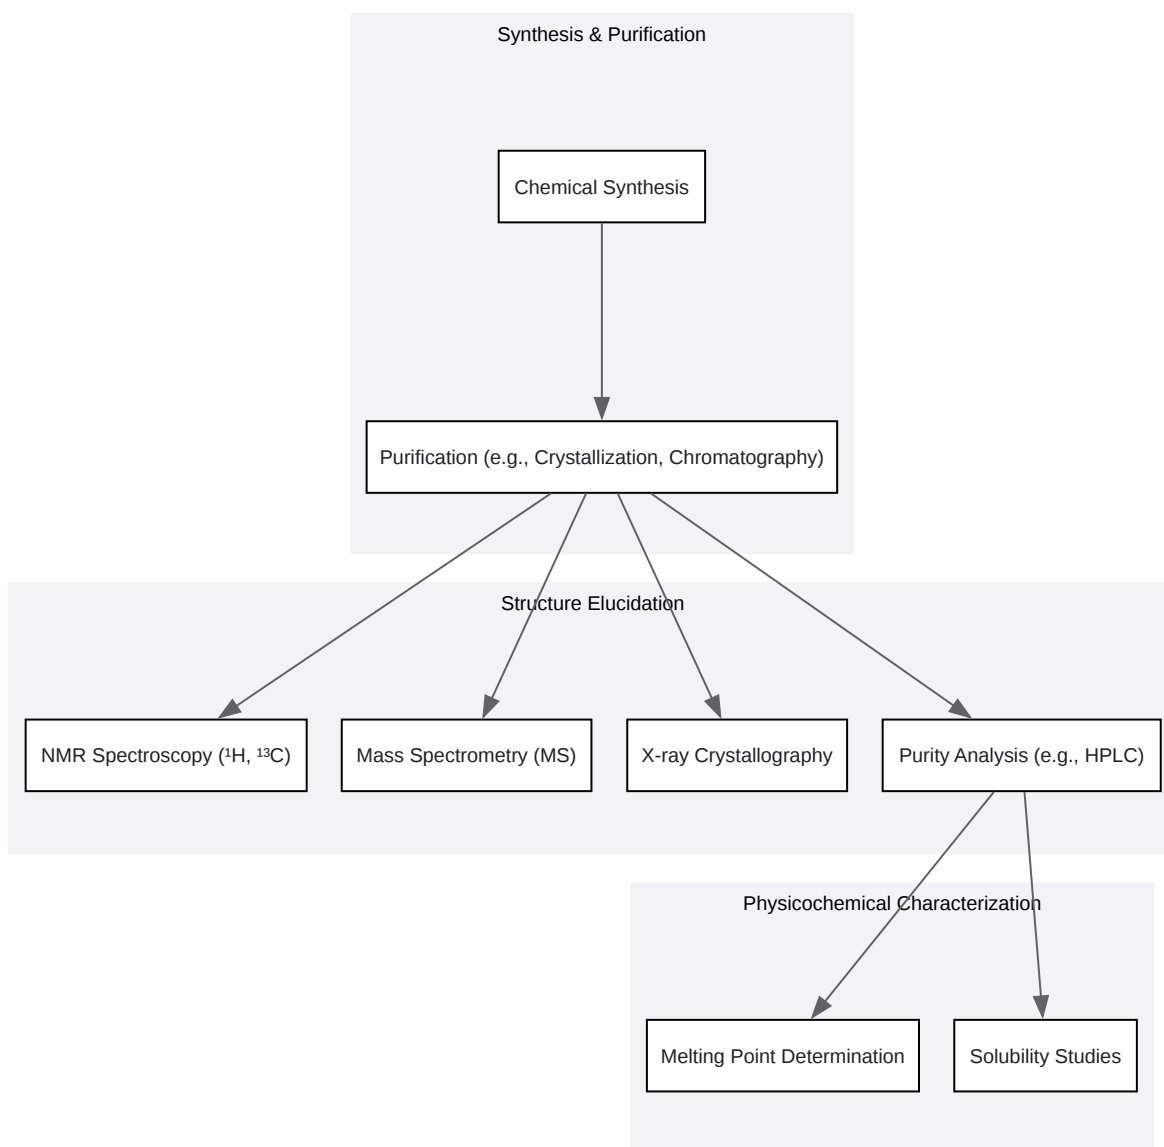 Synthesis & Purification
Chemical Synthesis
Purification (e.g., Crystallization, Chromatography)
Structure Elucidation
NMR Spectroscopy (¹H, ¹³C)
Mass Spectrometry (MS)
X-ray Crystallography
Purity Analysis (e.g., HPLC)
Physicochemical Characterization
Melting Point Determination
Solubility Studies